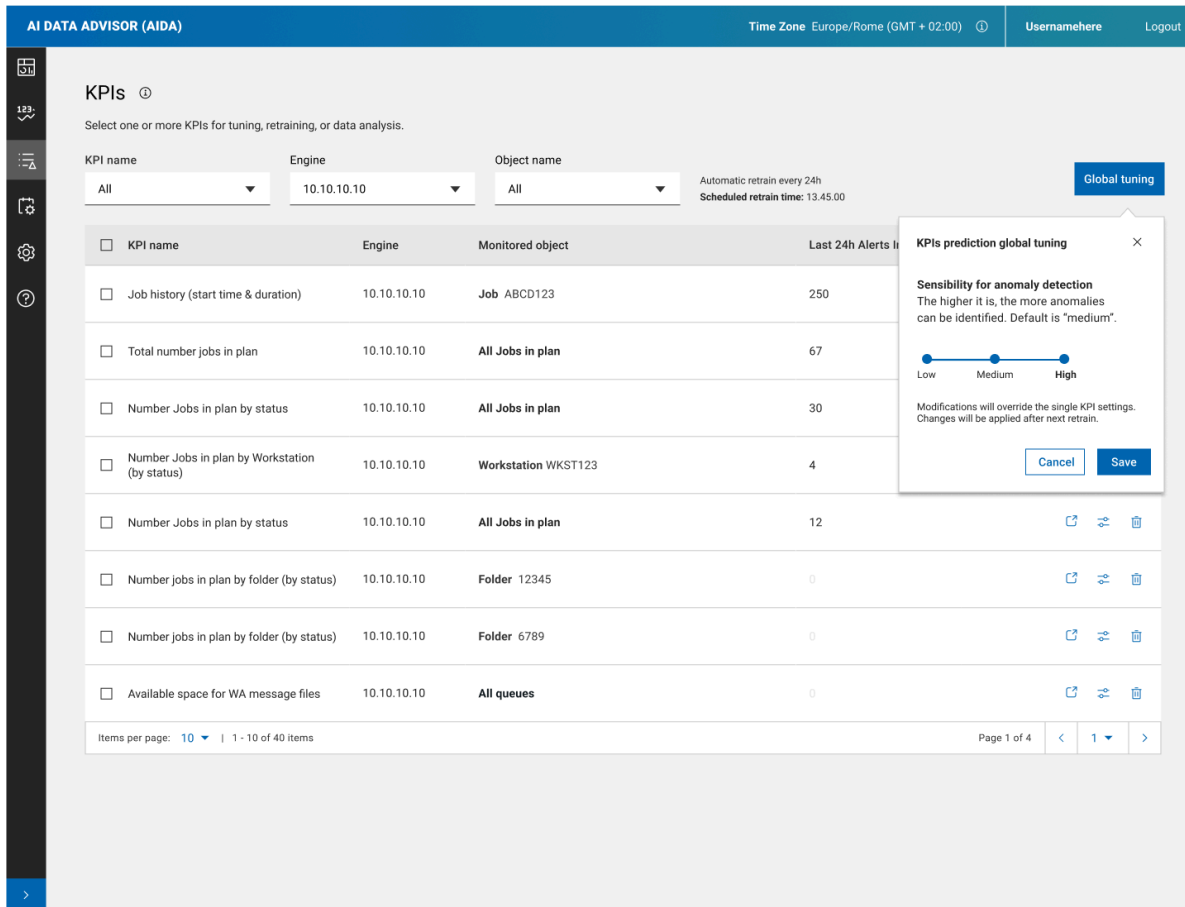 AI DATA ADVISOR (AIDA)
Time Zone Europe/Rome (GMT + 02:00)
Usernamehere
Logout
123
KPIs
Select one or more KPIs for tuning, retraining, or data analysis.
KPI name
Engine
Object name
All
10.10.10.10
All
Automatic retrain every 24h
Scheduled retrain time: 13.45.00
Global tuning
KPI name
Engine
Monitored object
Last 24h Alerts
Job history (start time & duration)
10.10.10.10
Job ABCD123
250
Total number jobs in plan
10.10.10.10
All Jobs in plan
67
Number Jobs in plan by status
10.10.10.10
All Jobs in plan
30
Number Jobs in plan by Workstation
(by status)
10.10.10.10
Workstation WKST123
4
Number Jobs in plan by status
10.10.10.10
All Jobs in plan
12
Number jobs in plan by folder (by status)
10.10.10.10
Folder 12345
0
Number jobs in plan by folder (by status)
10.10.10.10
Folder 6789
0
Available space for WA message files
10.10.10.10
All queues
0
KPIs prediction global tuning
Sensibility for anomaly detection
The higher it is, the more anomalies
can be identified. Default is “medium”.
Low
Medium
High
Modifications will override the single KPI settings.
Changes will be applied after next retrain.
Cancel
Save
Items per page: 10 | 1 - 10 of 40 items
Page 1 of 4
1